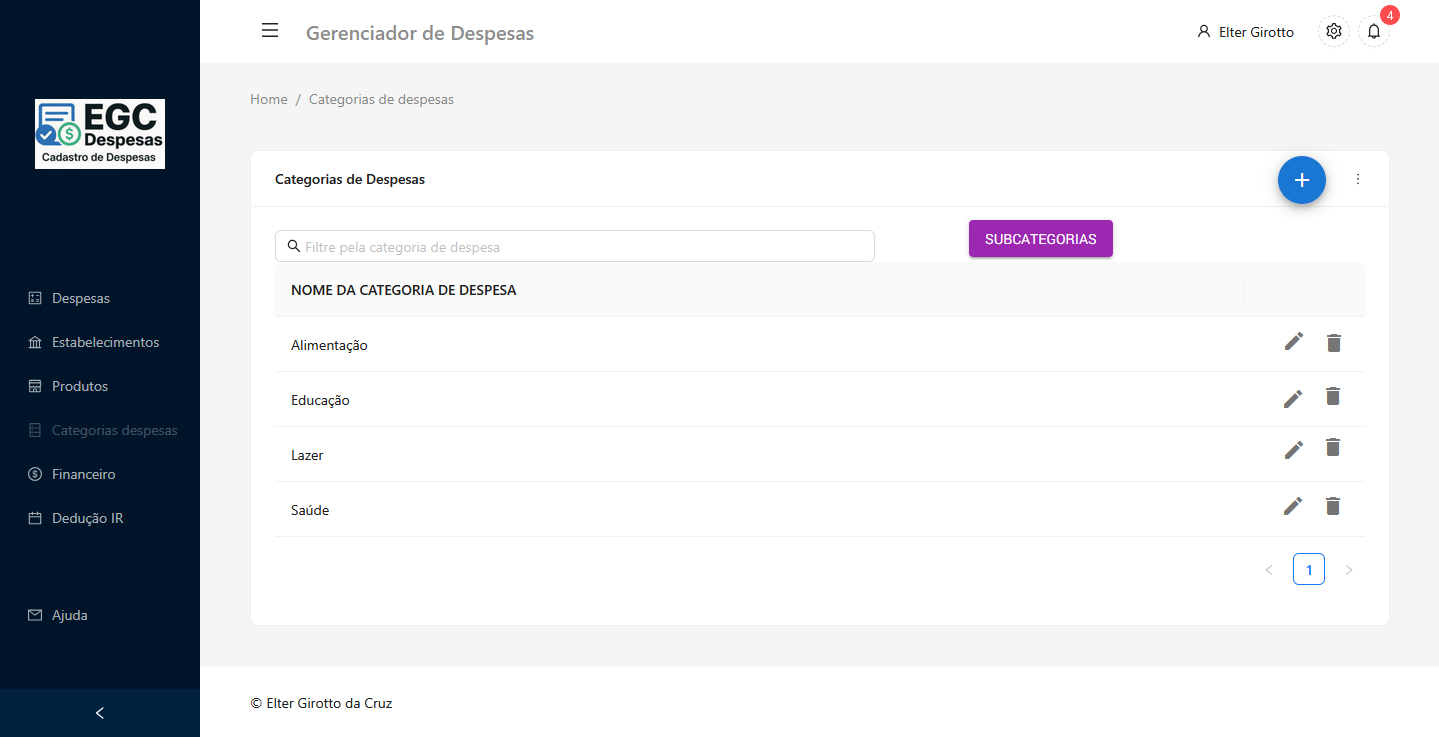 EGC
Despesas
Cadastro de Despesas
Despesas
Estabelecimentos
Produtos
Categorias despesas
Financeiro
Dedução IR
Ajuda
Gerenciador de Despesas
Elter Girotto
4
Home / Categorias de despesas
Categorias de Despesas
Filtre pela categoria de despesa
SUBCATEGORIAS
NOME DA CATEGORIA DE DESPESA
Alimentação
Educação
Lazer
Saúde
1
© Elter Girotto da Cruz